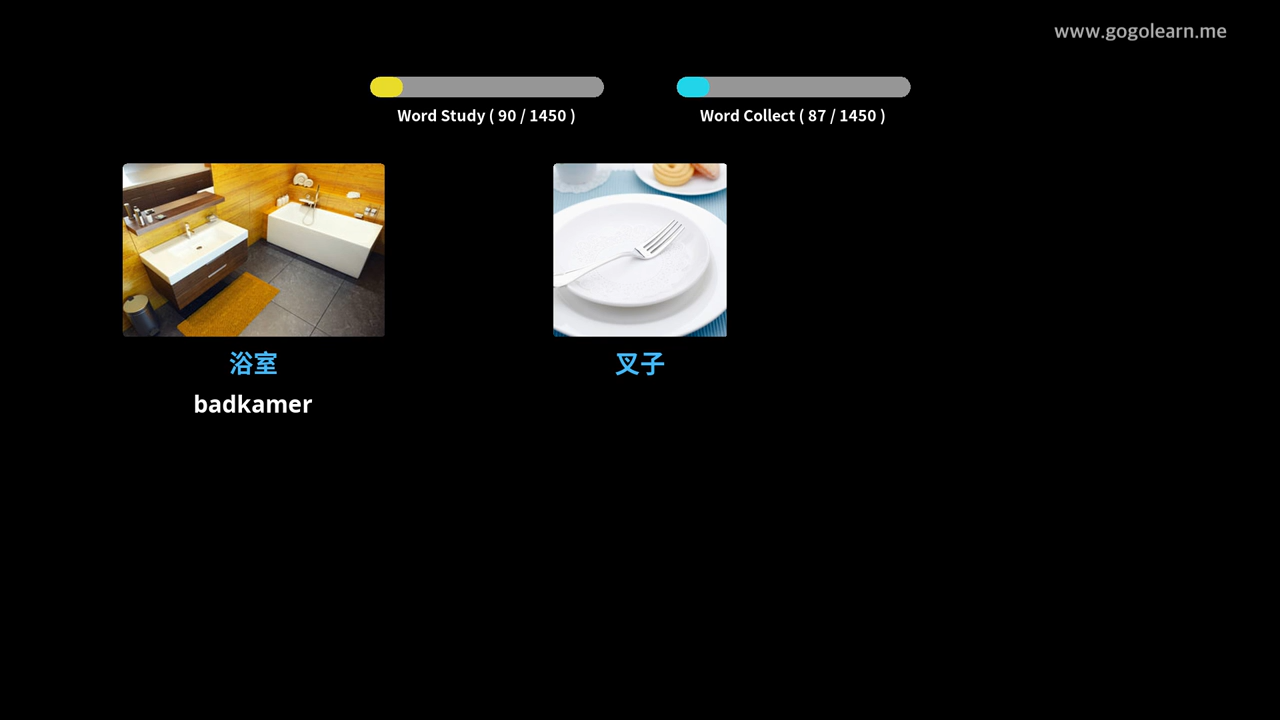 www.gogolearn.me
Word Study ( 90 / 1450 )
Word Collect ( 87 / 1450 )
浴室
叉子
badkamer